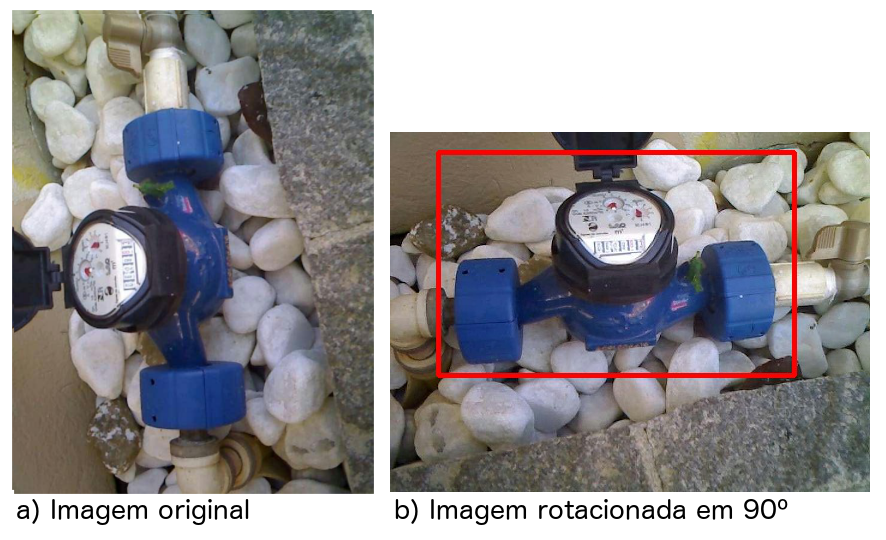 a) Imagem original
b) Imagem rotacionada em 90º